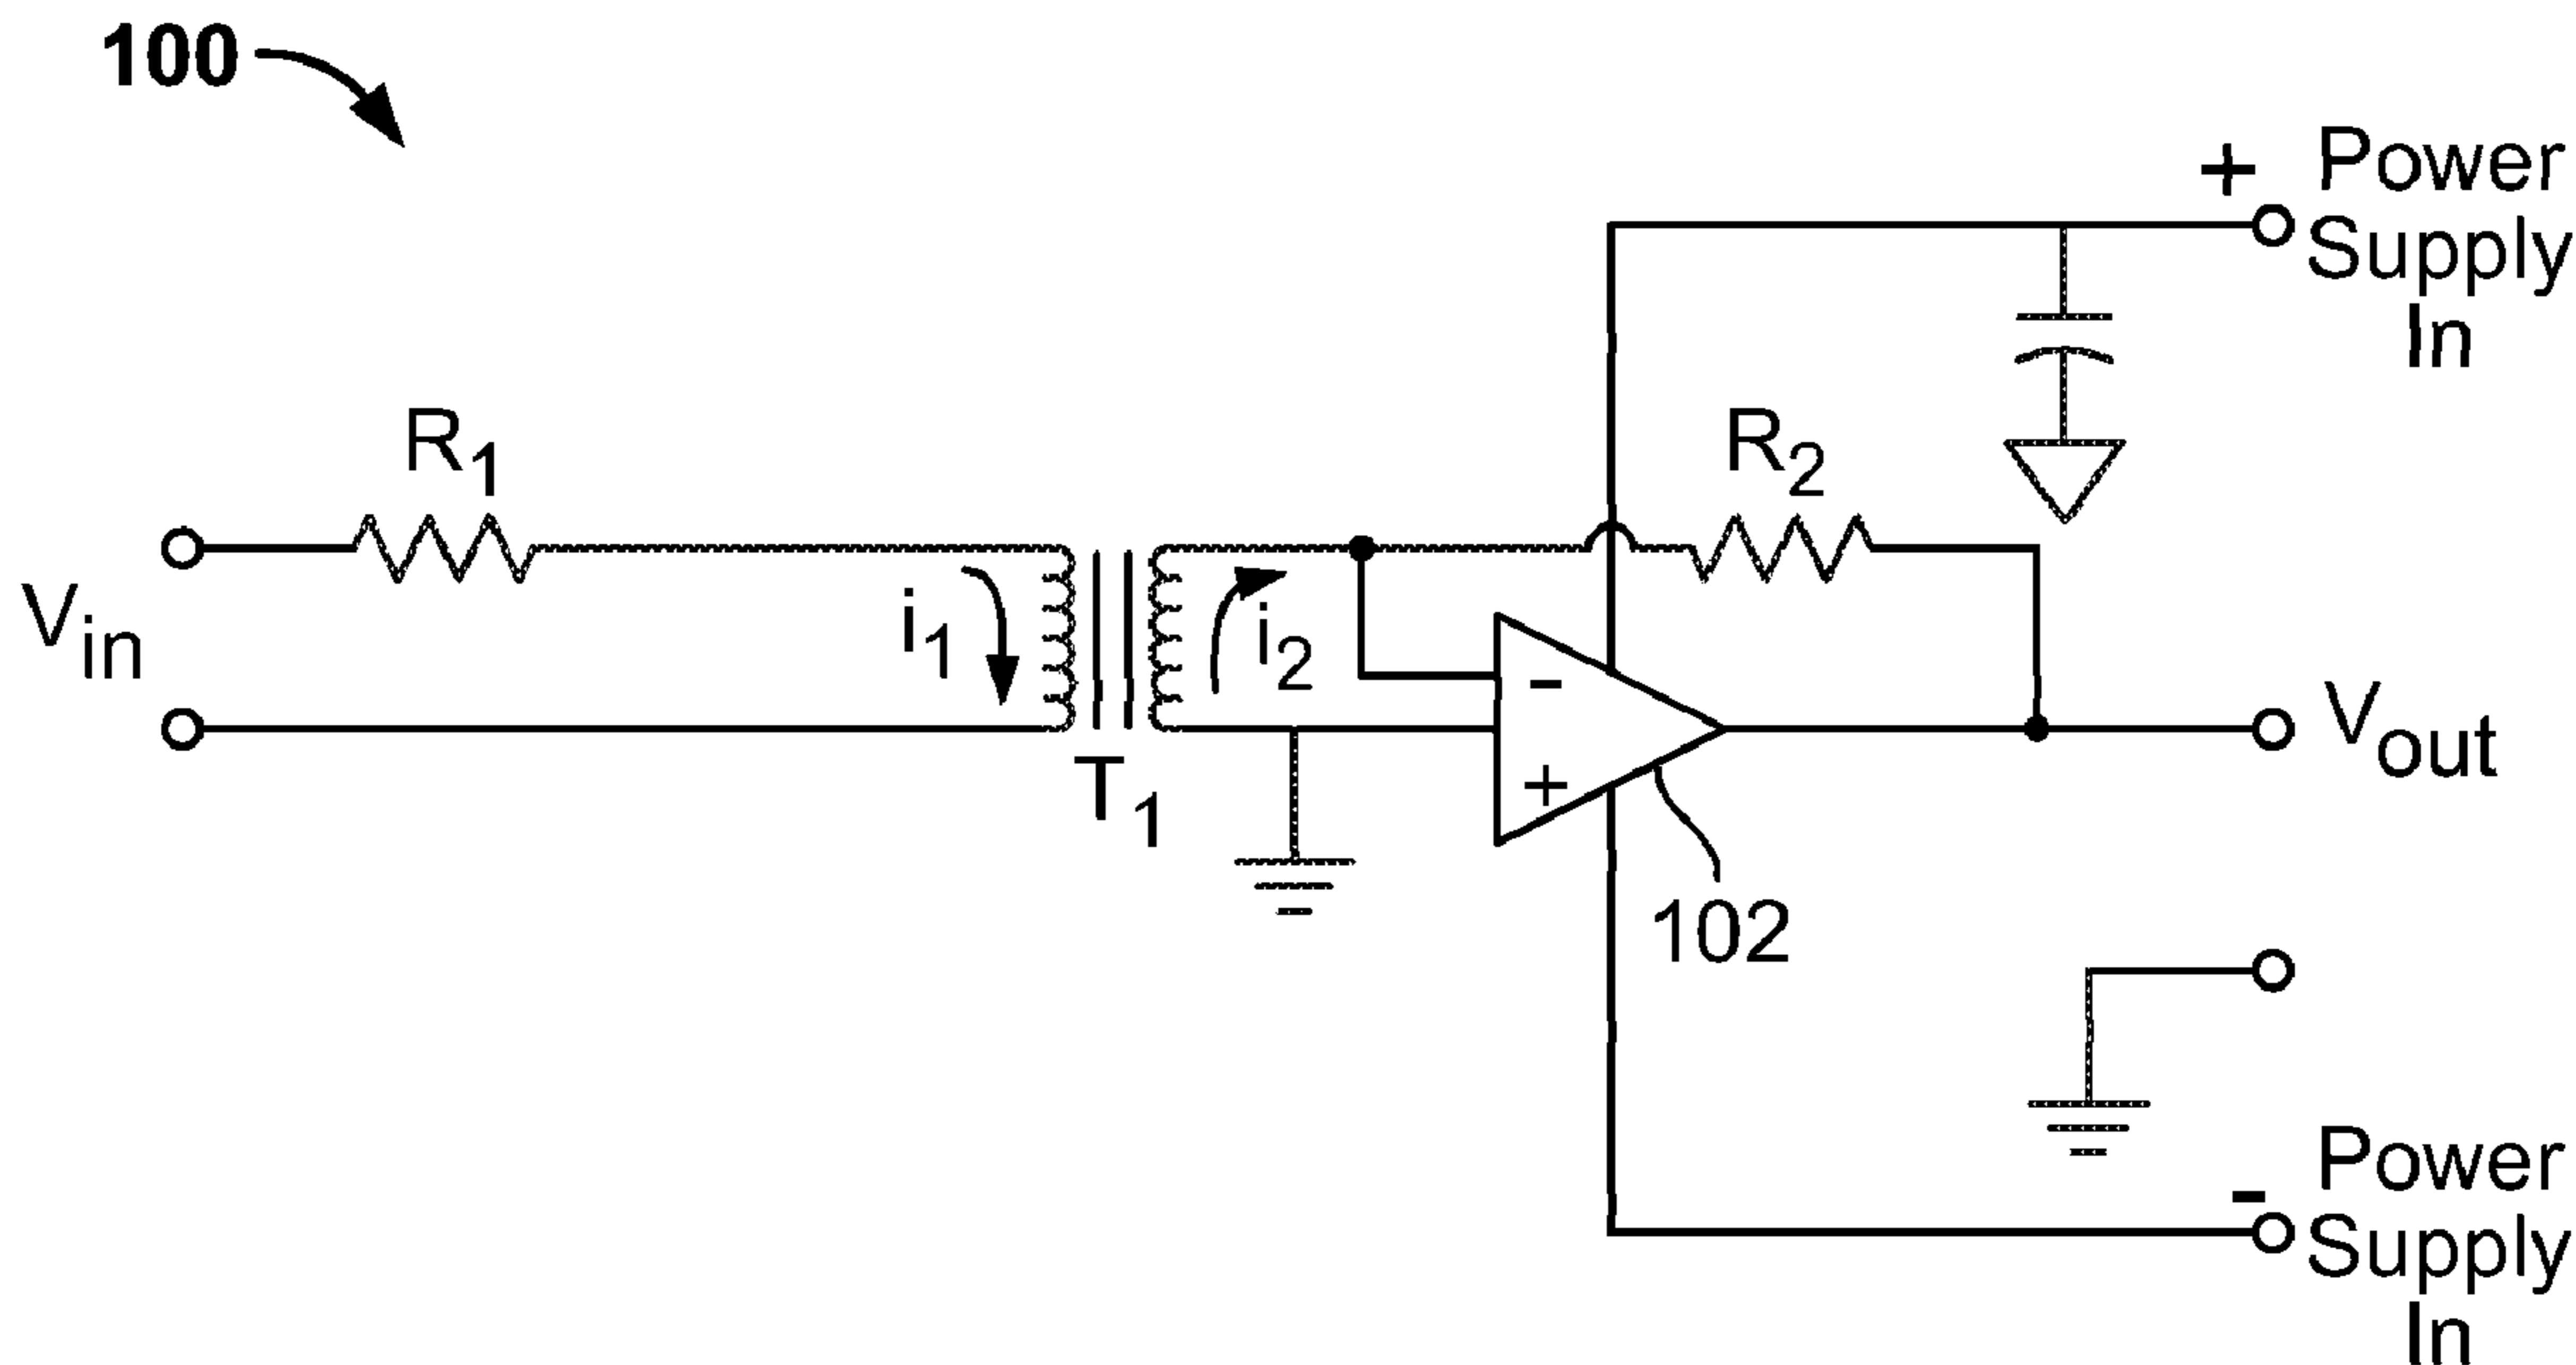 100
+ Power
Supply
In
R1
R2
Vin
i1
i2
-
+
T1
Vout
102
- Power
Supply
In